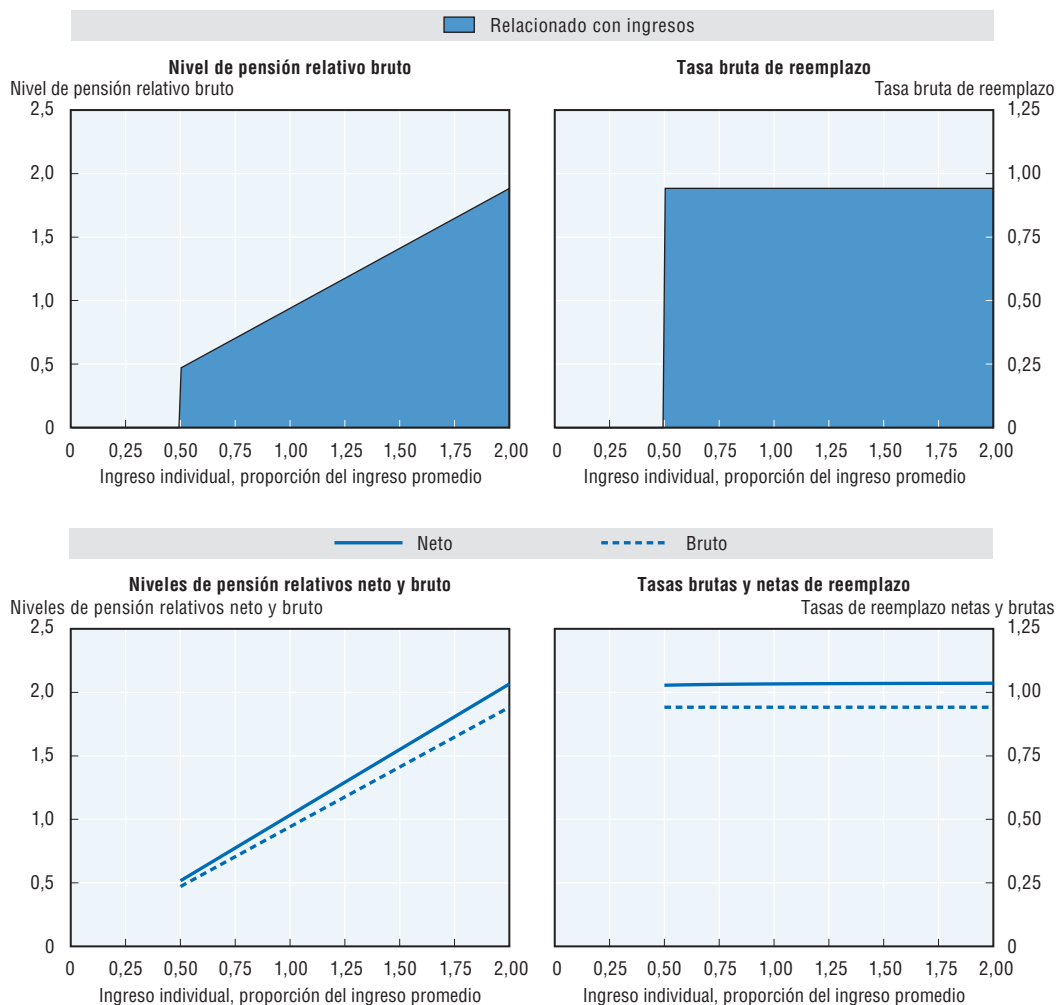 Relacionado con ingresos
Nivel de pensión relativo bruto
Nivel de pensión relativo bruto
2,5
2,0
1,5
1,0
0,5
0
0 0,25 0,50 0,75 1,00 1,25 1,50 1,75 2,00
Ingreso individual, proporción del ingreso promedio
Tasa bruta de reemplazo
Tasa bruta de reemplazo
1,25
1,00
0,75
0,50
0,25
0
0 0,25 0,50 0,75 1,00 1,25 1,50 1,75 2,00
Ingreso individual, proporción del ingreso promedio
Neto Bruto
Niveles de pensión relativos neto y bruto
Niveles de pensión relativos neto y bruto
2,5
2,0
1,5
1,0
0,5
0
0 0,25 0,50 0,75 1,00 1,25 1,50 1,75 2,00
Ingreso individual, proporción del ingreso promedio
Tasas brutas y netas de reemplazo
Tasas de reemplazo netas y brutas
1,25
1,00
0,75
0,50
0,25
0
0 0,25 0,50 0,75 1,00 1,25 1,50 1,75 2,00
Ingreso individual, proporción del ingreso promedio